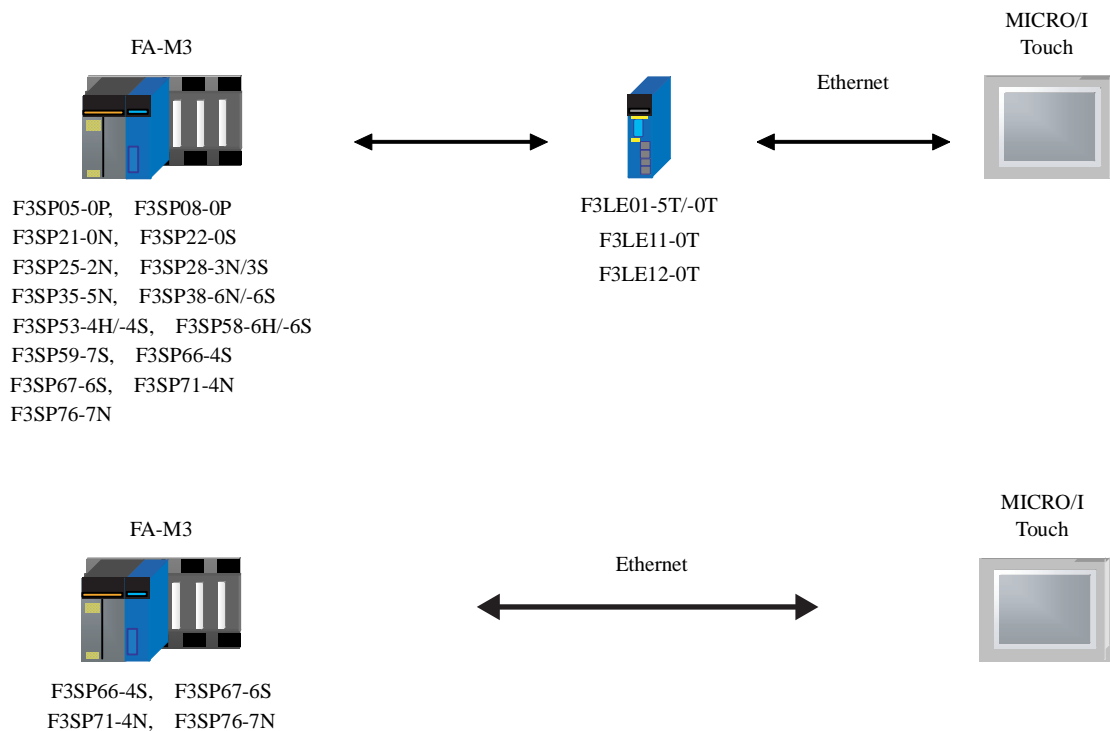 MICRO/I
Touch
FA-M3
Ethernet
F3SP05-0P, F3SP08-0P
F3SP21-0N, F3SP22-0S
F3SP25-2N, F3SP28-3N/3S
F3SP35-5N, F3SP38-6N/-6S
F3SP53-4H/-4S, F3SP58-6H/-6S
F3SP59-7S, F3SP66-4S
F3SP67-6S, F3SP71-4N
F3SP76-7N
F3LE01-5T/-0T
F3LE11-0T
F3LE12-0T
MICRO/I
Touch
FA-M3
Ethernet
F3SP66-4S, F3SP67-6S
F3SP71-4N, F3SP76-7N